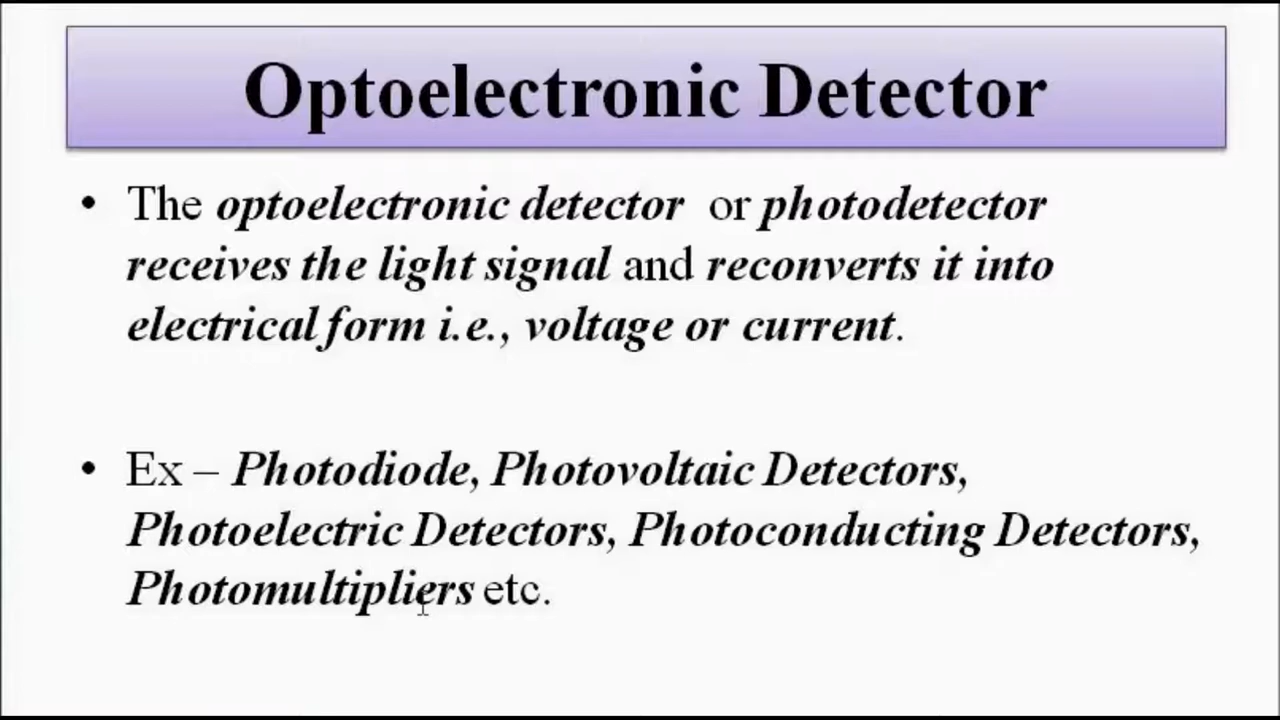 Optoelectronic Detector
• The optoelectronic detector or photodetector
receives the light signal and reconverts it into
electrical form i.e., voltage or current.
• Ex – Photodiode, Photovoltaic Detectors,
Photoelectric Detectors, Photoconducting Detectors,
Photomultipliers etc.